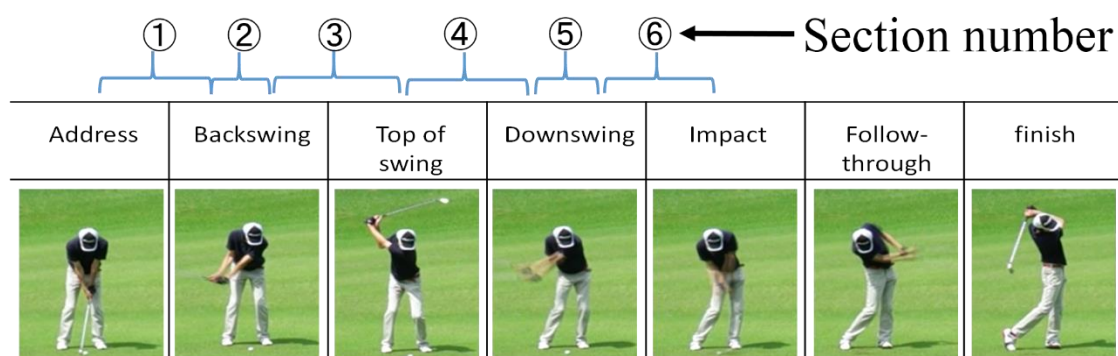 ① ② ③ ④ ⑤ ⑥ Section number
Address Backswing Top of Downswing Impact Follow- finish
swing through